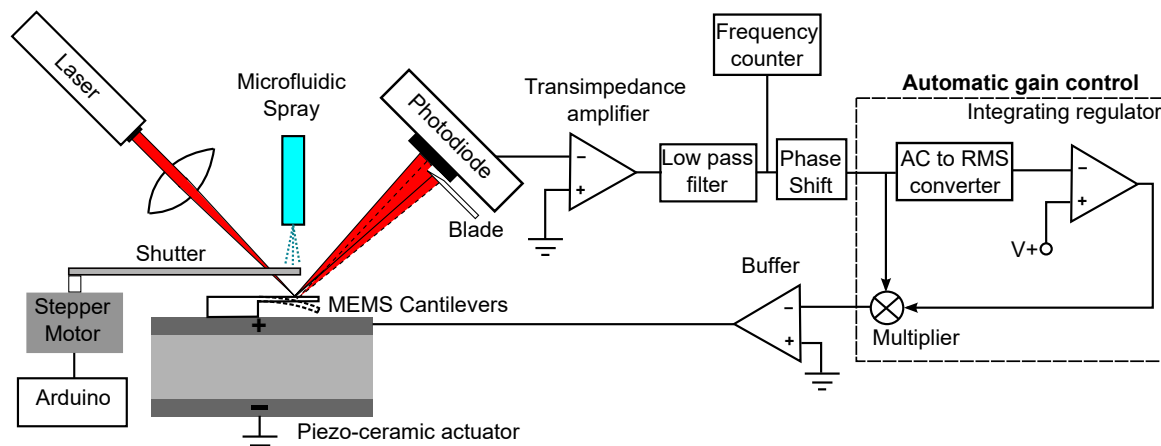 Laser
Microfluidic
Spray
Photodiode
Blade
Shutter
Stepper
Motor
Arduino
MEMS Cantilevers
+
−
Piezo-ceramic actuator
Transimpedance
amplifier
−
+
Low pass
filter
Frequency
counter
Phase
Shift
Automatic gain control
Integrating regulator
AC to RMS
converter
−
+
V+
Multiplier
Buffer
−
+